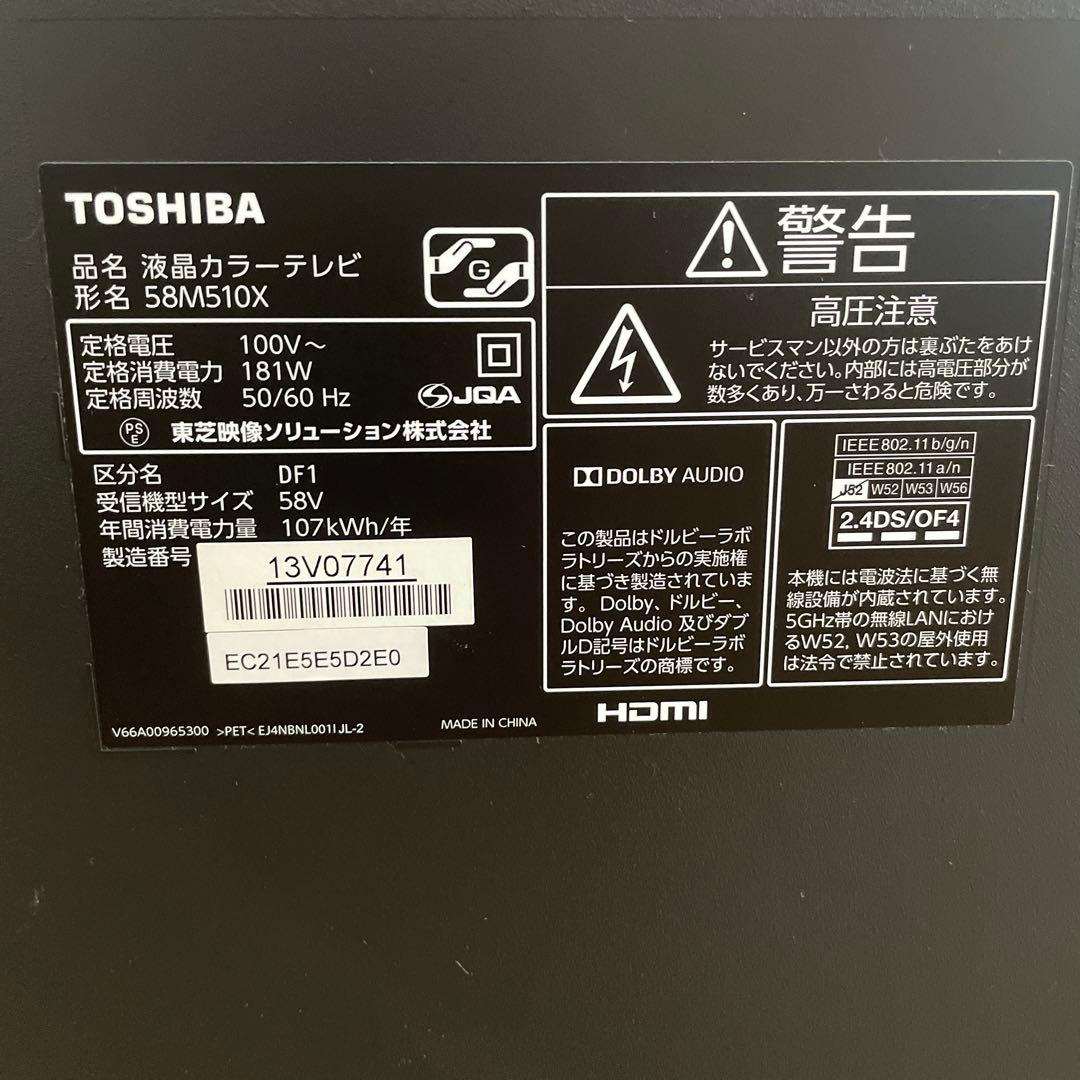 TOSHIBA
品名 液晶カラーテレビ
形名 58M510X
G
定格電圧 100V～
定格消費電力 181W
定格周波数 50/60 Hz
JQA
PS
E
東芝映像ソリューション株式会社
区分名 DF1
受信機型サイズ 58V
年間消費電力量 107kWh/年
製造番号
13V07741
EC21E5E5D2E0
V66A00965300 >PET< EJ4NBNL001I JL-2
MADE IN CHINA
警告
高圧注意
サービスマン以外の方は裏ぶたをあけ
ないでください。内部には高電圧部分が
数多くあり、万一さわると危険です。
DOLBY AUDIO
この製品はドルビーラボ
ラトリーズからの実施権
に基づき製造されていま
す。Dolby、ドルビー、
Dolby Audio 及びダブ
ルD記号はドルビーラボ
ラトリーズの商標です。
HDMI
IEEE802.11 b/g/n
IEEE802.11 a/n
J52 W52 W53 W56
2.4DS/OF4
本機には電波法に基づく無
線設備が内蔵されています。
5GHz帯の無線LANにおけ
るW52, W53の屋外使用
は法令で禁止されています。